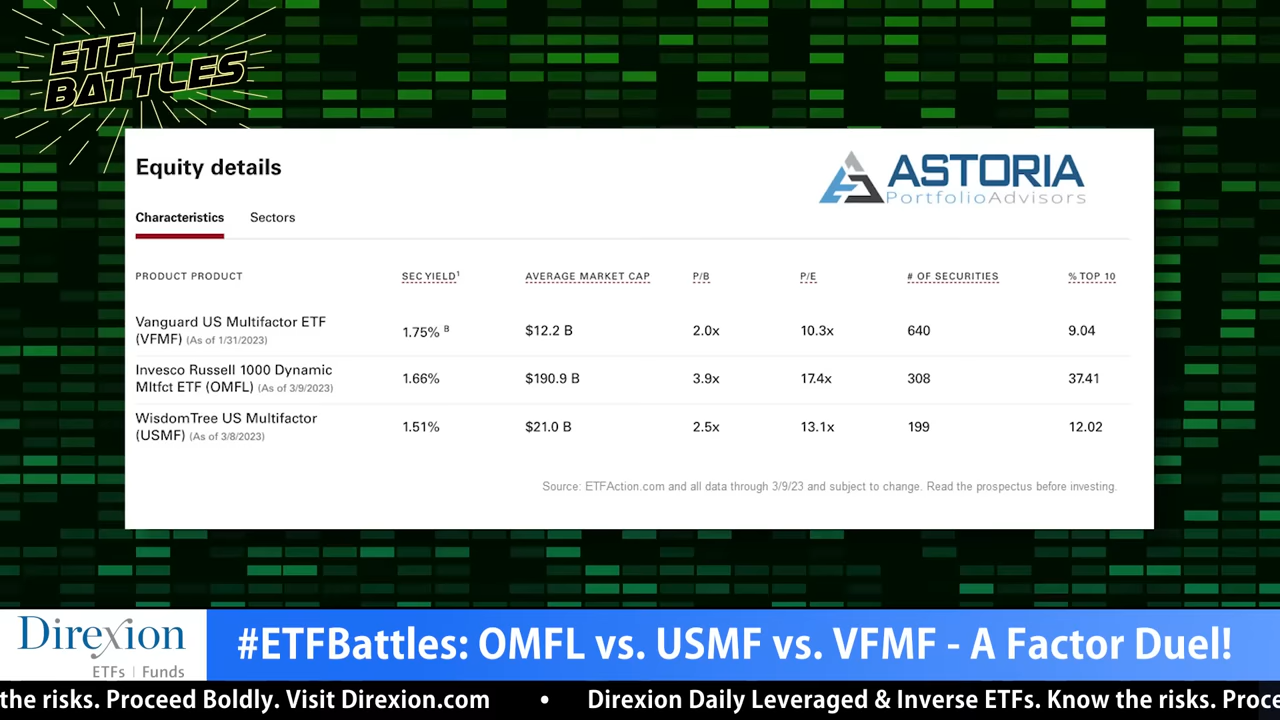 ETF
BATTLES
Equity details
ASTORIA
PortfolioAdvisors
Characteristics Sectors
PRODUCT PRODUCT SEC YIELD¹ AVERAGE MARKET CAP P/B P/E # OF SECURITIES % TOP 10
Vanguard US Multifactor ETF
(VFMF) (As of 1/31/2023) 1.75% ᴮ $12.2 B 2.0x 10.3x 640 9.04
Invesco Russell 1000 Dynamic
Mltfct ETF (OMFL) (As of 3/9/2023) 1.66% $190.9 B 3.9x 17.4x 308 37.41
WisdomTree US Multifactor
(USMF) (As of 3/8/2023) 1.51% $21.0 B 2.5x 13.1x 199 12.02
Source: ETFAction.com and all data through 3/9/23 and subject to change. Read the prospectus before investing.
Direxion
ETFs | Funds
#ETFBattles: OMFL vs. USMF vs. VFMF - A Factor Duel!
the risks. Proceed Boldly. Visit Direxion.com • Direxion Daily Leveraged & Inverse ETFs. Know the risks. Proce